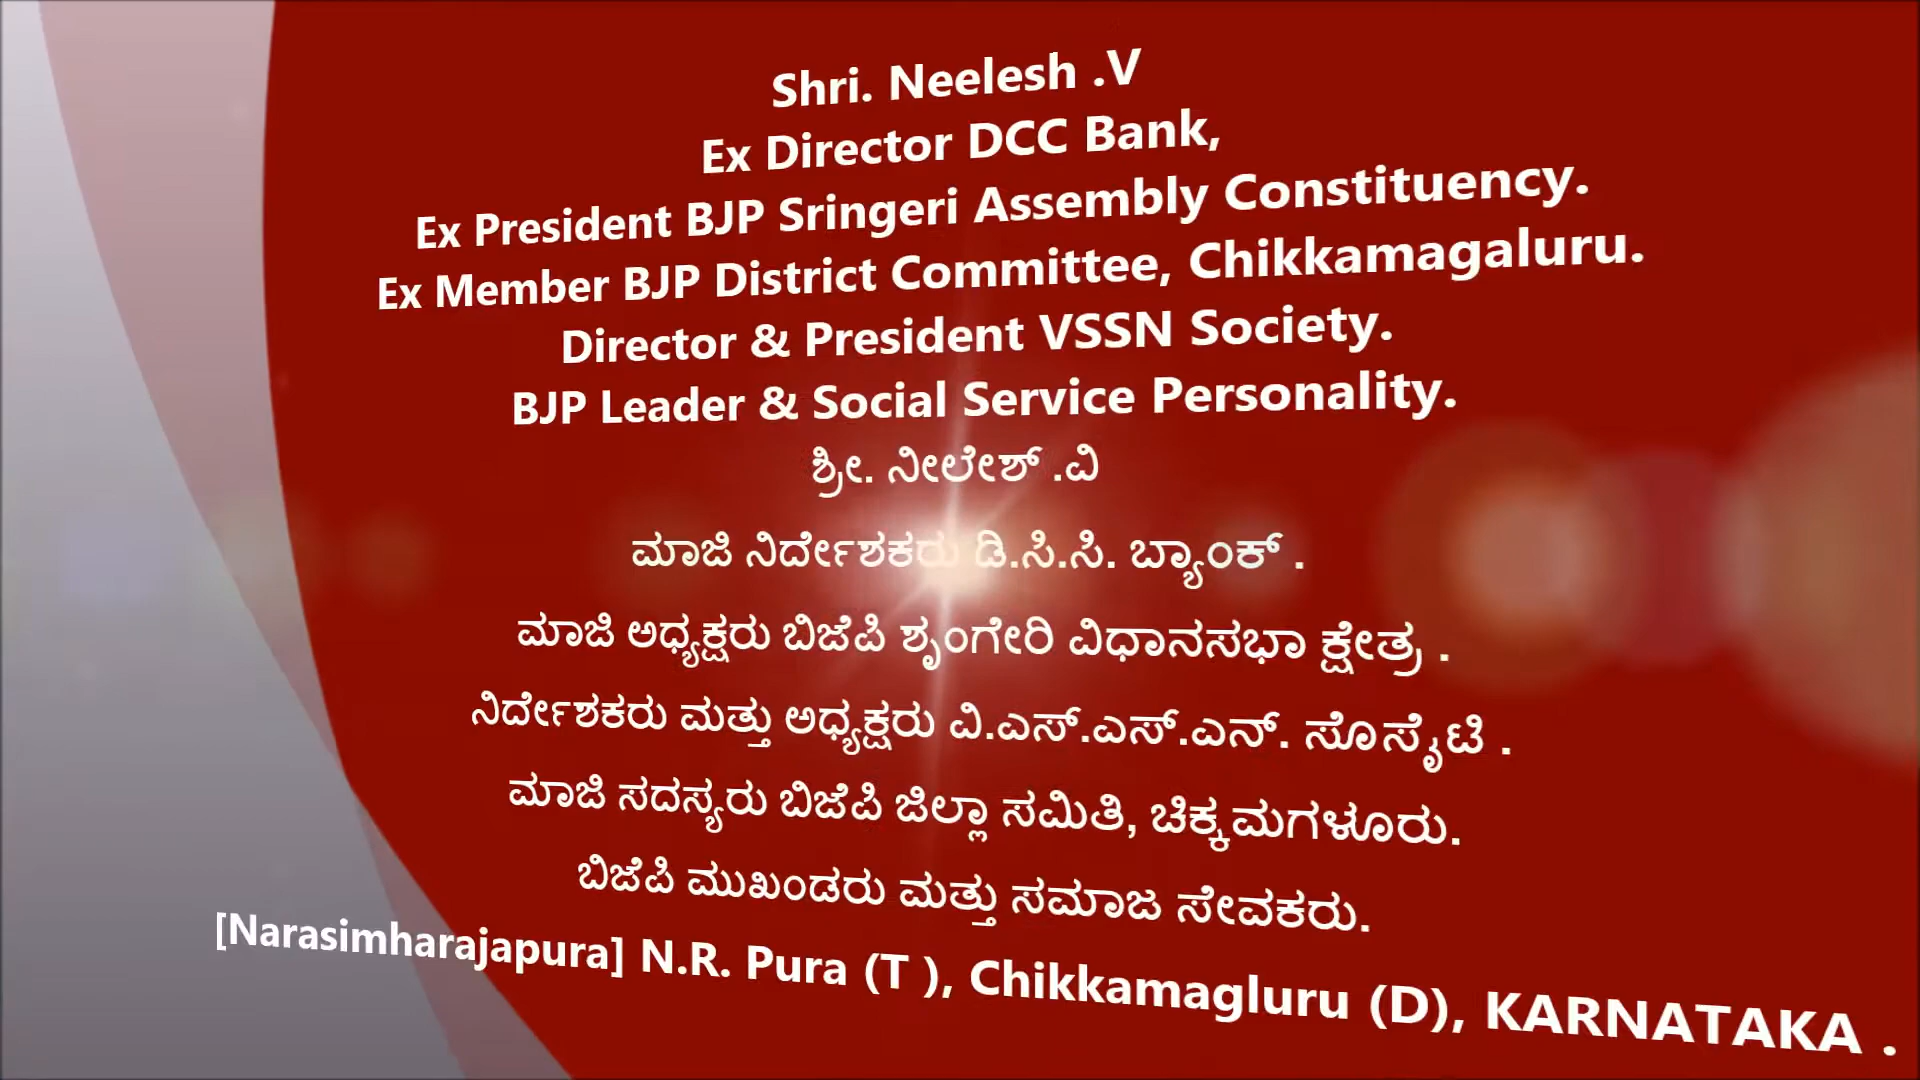 Shri. Neelesh .V
Ex Director DCC Bank,
Ex President BJP Sringeri Assembly Constituency.
Ex Member BJP District Committee, Chikkamagaluru.
Director & President VSSN Society.
BJP Leader & Social Service Personality.
ಶ್ರೀ. ನೀಲೇಶ್ .ವಿ
ಮಾಜಿ ನಿರ್ದೇಶಕರು ಡಿ.ಸಿ.ಸಿ. ಬ್ಯಾಂಕ್ .
ಮಾಜಿ ಅಧ್ಯಕ್ಷರು ಬಿಜೆಪಿ ಶೃಂಗೇರಿ ವಿಧಾನಸಭಾ ಕ್ಷೇತ್ರ .
ನಿರ್ದೇಶಕರು ಮತ್ತು ಅಧ್ಯಕ್ಷರು ವಿ.ಎಸ್.ಎಸ್.ಎನ್. ಸೊಸೈಟಿ .
ಮಾಜಿ ಸದಸ್ಯರು ಬಿಜೆಪಿ ಜಿಲ್ಲಾ ಸಮಿತಿ, ಚಿಕ್ಕಮಗಳೂರು.
ಬಿಜೆಪಿ ಮುಖಂಡರು ಮತ್ತು ಸಮಾಜ ಸೇವಕರು.
[Narasimharajapura] N.R. Pura (T ), Chikkamagluru (D), KARNATAKA .